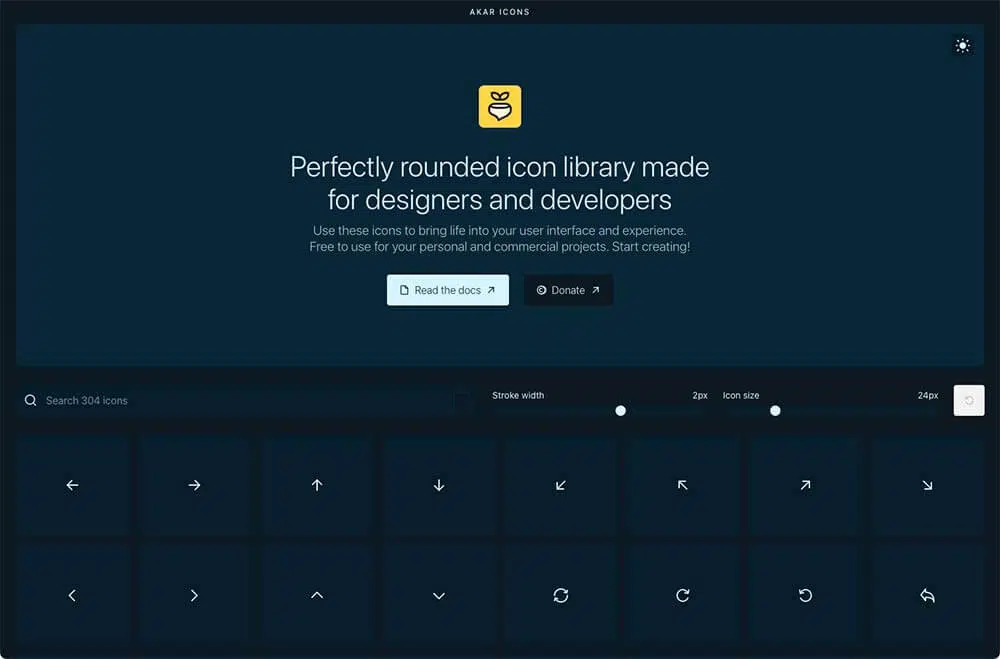 AKAR ICONS
Perfectly rounded icon library made
for designers and developers
Use these icons to bring life into your user interface and experience.
Free to use for your personal and commercial projects. Start creating!
Read the docs
Donate
Search 304 icons
Stroke width
2px
Icon size
24px